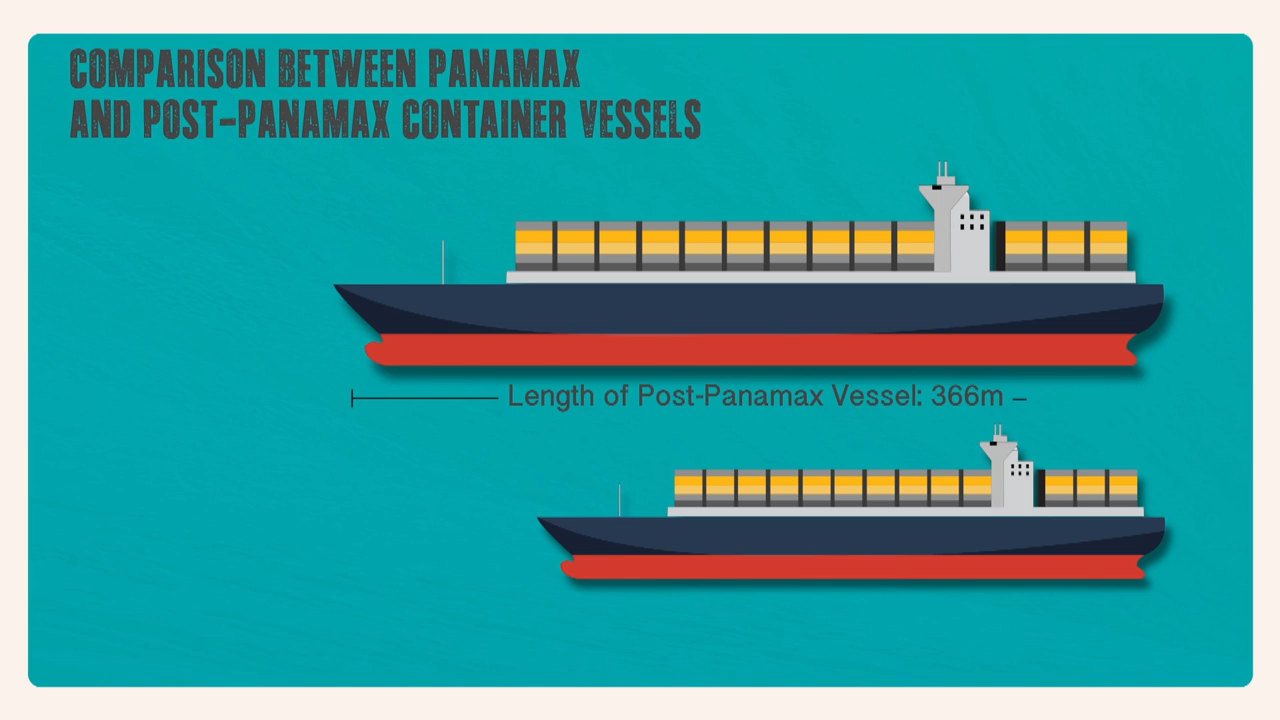 COMPARISON BETWEEN PANAMAX
AND POST-PANAMAX CONTAINER VESSELS
Length of Post-Panamax Vessel: 366m